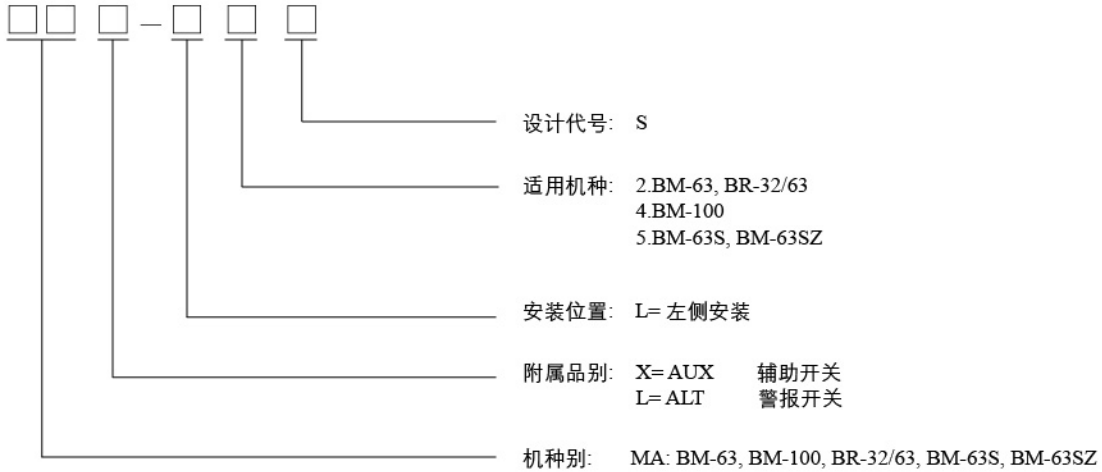 □□ □ — □ □ □
设计代号: S
适用机种: 2.BM-63, BR-32/63
4.BM-100
5.BM-63S, BM-63SZ
安装位置: L= 左侧安装
附属品别: X= AUX 辅助开关
L= ALT 警报开关
机种别: MA: BM-63, BM-100, BR-32/63, BM-63S, BM-63SZ